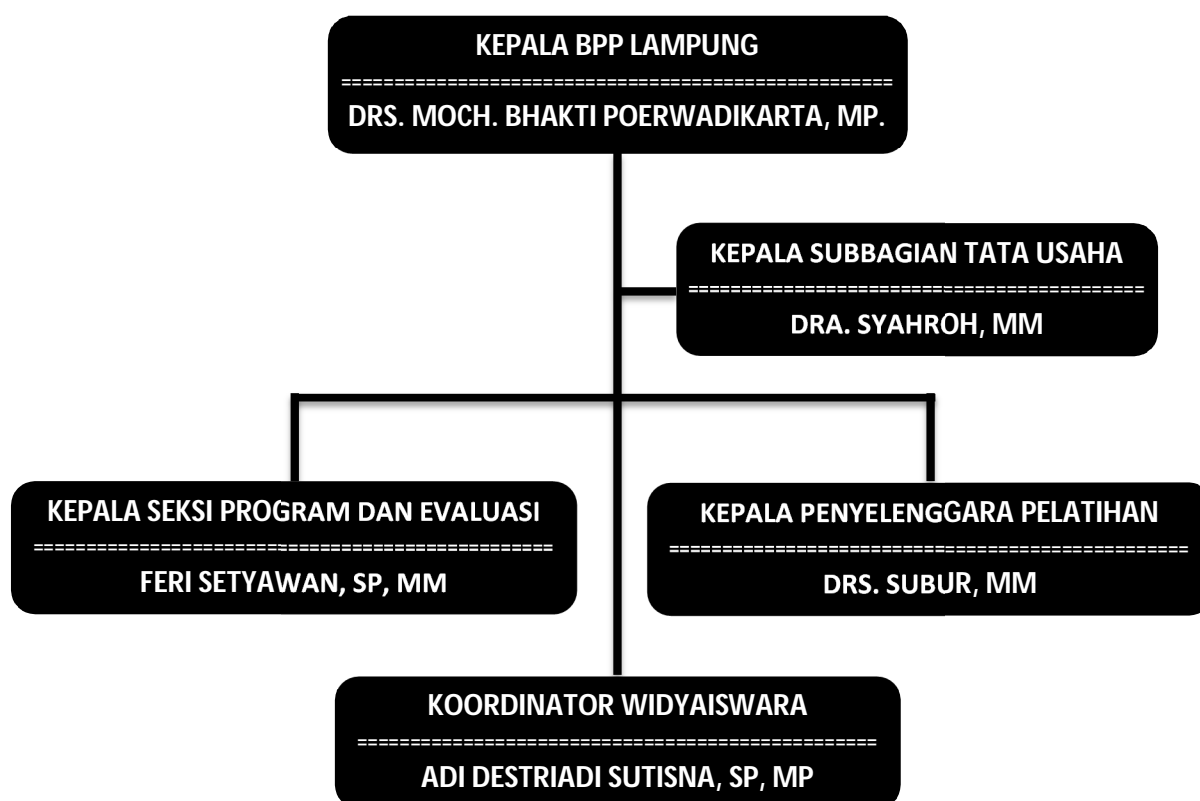 KEPALA BPP LAMPUNG
====================================================
DRS. MOCH. BHAKTI POERWADIKARTA, MP.
KEPALA SUBBAGIAN TATA USAHA
===========================================
DRA. SYAHROH, MM
KEPALA SEKSI PROGRAM DAN EVALUASI
=================================================
FERI SETYAWAN, SP, MM
KEPALA PENYELENGGARA PELATIHAN
=================================================
DRS. SUBUR, MM
KOORDINATOR WIDYAISWARA
=================================================
ADI DESTRIADI SUTISNA, SP, MP